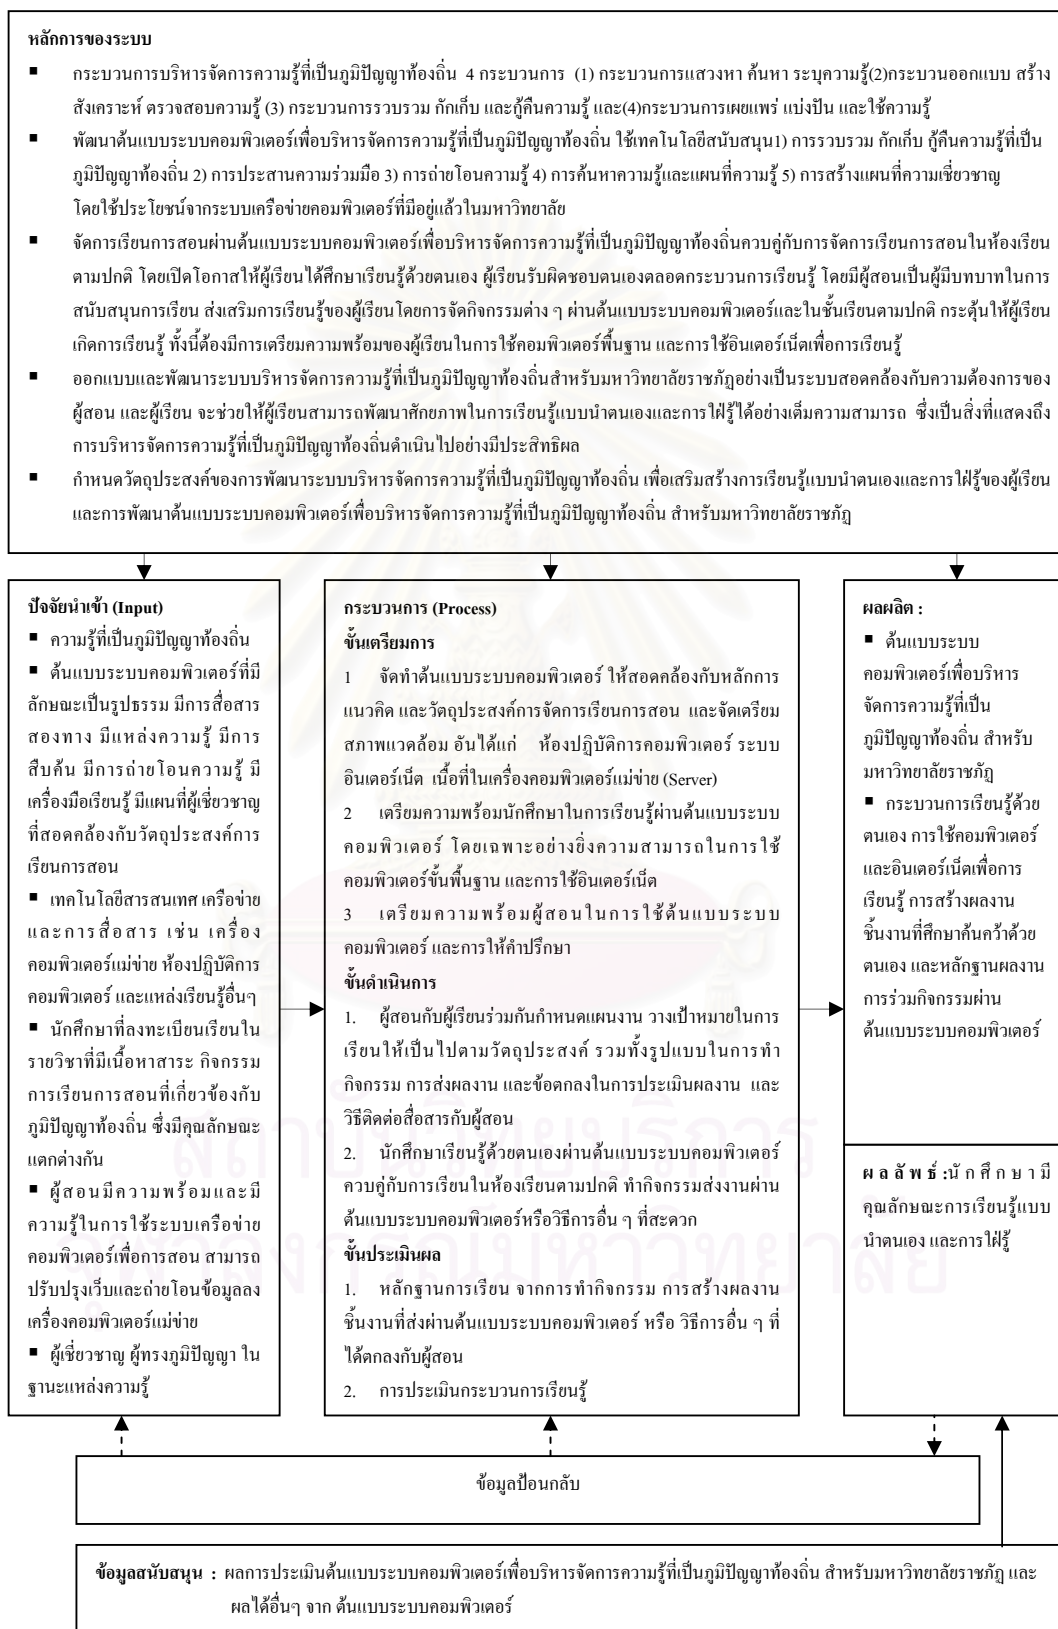 หลักการของระบบ
■ กระบวนการบริหารจัดการความรู้ที่เป็นภูมิปัญญาท้องถิ่น 4 กระบวนการ (1) กระบวนการแสวงหา ค้นหา ระบุความรู้(2)กระบวนออกแบบ สร้าง
สังเคราะห์ ตรวจสอบความรู้ (3) กระบวนการรวบรวม กักเก็บ และกู้คืนความรู้ และ(4)กระบวนการเผยแพร่ แบ่งปัน และใช้ความรู้
■ พัฒนาต้นแบบระบบคอมพิวเตอร์เพื่อบริหารจัดการความรู้ที่เป็นภูมิปัญญาท้องถิ่น ใช้เทคโนโลยีสนับสนุน1) การรวบรวม กักเก็บ กู้คืนความรู้ที่เป็น
ภูมิปัญญาท้องถิ่น 2) การประสานความร่วมมือ 3) การถ่ายโอนความรู้ 4) การค้นหาความรู้และแผนที่ความรู้ 5) การสร้างแผนที่ความเชี่ยวชาญ
โดยใช้ประโยชน์จากระบบเครือข่ายคอมพิวเตอร์ที่มีอยู่แล้วในมหาวิทยาลัย
■ จัดการเรียนการสอนผ่านต้นแบบระบบคอมพิวเตอร์เพื่อบริหารจัดการความรู้ที่เป็นภูมิปัญญาท้องถิ่นควบคู่กับการจัดการเรียนการสอนในห้องเรียน
ตามปกติ โดยเปิดโอกาสให้ผู้เรียนได้ศึกษาเรียนรู้ด้วยตนเอง ผู้เรียนรับผิดชอบตนเองตลอดกระบวนการเรียนรู้ โดยมีผู้สอนเป็นผู้มีบทบาทในการ
สนับสนุนการเรียน ส่งเสริมการเรียนรู้ของผู้เรียนโดยการจัดกิจกรรมต่าง ๆ ผ่านต้นแบบระบบคอมพิวเตอร์และในชั้นเรียนตามปกติ กระตุ้นให้ผู้เรียน
เกิดการเรียนรู้ ทั้งนี้ต้องมีการเตรียมความพร้อมของผู้เรียนในการใช้คอมพิวเตอร์พื้นฐาน และการใช้อินเตอร์เน็ตเพื่อการเรียนรู้
■ ออกแบบและพัฒนาระบบบริหารจัดการความรู้ที่เป็นภูมิปัญญาท้องถิ่นสำหรับมหาวิทยาลัยราชภัฏอย่างเป็นระบบสอดคล้องกับความต้องการของ
ผู้สอน และผู้เรียน จะช่วยให้ผู้เรียนสามารถพัฒนาศักยภาพในการเรียนรู้แบบนำตนเองและการใฝ่รู้ได้อย่างเต็มความสามารถ ซึ่งเป็นสิ่งที่แสดงถึง
การบริหารจัดการความรู้ที่เป็นภูมิปัญญาท้องถิ่นดำเนินไปอย่างมีประสิทธิผล
■ กำหนดวัตถุประสงค์ของการพัฒนาระบบบริหารจัดการความรู้ที่เป็นภูมิปัญญาท้องถิ่น เพื่อเสริมสร้างการเรียนรู้แบบนำตนเองและการใฝ่รู้ของผู้เรียน
และการพัฒนาต้นแบบระบบคอมพิวเตอร์เพื่อบริหารจัดการความรู้ที่เป็นภูมิปัญญาท้องถิ่น สำหรับมหาวิทยาลัยราชภัฏ
ปัจจัยนำเข้า (Input)
■ ความรู้ที่เป็นภูมิปัญญาท้องถิ่น
■ ต้นแบบระบบคอมพิวเตอร์ที่มี
ลักษณะเป็นรูปธรรม มีการสื่อสาร
สองทาง มีแหล่งความรู้ มีการ
สืบค้น มีการถ่ายโอนความรู้ มี
เครื่องมือเรียนรู้ มีแผนที่ผู้เชี่ยวชาญ
ที่สอดคล้องกับวัตถุประสงค์การ
เรียนการสอน
■ เทคโนโลยีสารสนเทศ เครือข่าย
และการสื่อสาร เช่น เครื่อง
คอมพิวเตอร์แม่ข่าย ห้องปฏิบัติการ
คอมพิวเตอร์ และแหล่งเรียนรู้อื่นๆ
■ นักศึกษาที่ลงทะเบียนเรียนใน
รายวิชาที่มีเนื้อหาสาระ กิจกรรม
การเรียนการสอนที่เกี่ยวข้องกับ
ภูมิปัญญาท้องถิ่น ซึ่งมีคุณลักษณะ
แตกต่างกัน
■ ผู้สอนมีความพร้อมและมี
ความรู้ในการใช้ระบบเครือข่าย
คอมพิวเตอร์เพื่อการสอน สามารถ
ปรับปรุงเว็บและถ่ายโอนข้อมูลลง
เครื่องคอมพิวเตอร์แม่ข่าย
■ ผู้เชี่ยวชาญ ผู้ทรงภูมิปัญญา ใน
ฐานะแหล่งความรู้
กระบวนการ (Process)
ขั้นเตรียมการ
1 จัดทำต้นแบบระบบคอมพิวเตอร์ ให้สอดคล้องกับหลักการ
แนวคิด และวัตถุประสงค์การจัดการเรียนการสอน และจัดเตรียม
สภาพแวดล้อม อันได้แก่ ห้องปฏิบัติการคอมพิวเตอร์ ระบบ
อินเตอร์เน็ต เนื้อที่ในเครื่องคอมพิวเตอร์แม่ข่าย (Server)
2 เตรียมความพร้อมนักศึกษาในการเรียนรู้ผ่านต้นแบบระบบ
คอมพิวเตอร์ โดยเฉพาะอย่างยิ่งความสามารถในการใช้
คอมพิวเตอร์ขั้นพื้นฐาน และการใช้อินเตอร์เน็ต
3 เตรียมความพร้อมผู้สอนในการใช้ต้นแบบระบบ
คอมพิวเตอร์ และการให้คำปรึกษา
ขั้นดำเนินการ
1. ผู้สอนกับผู้เรียนร่วมกันกำหนดแผนงาน วางเป้าหมายในการ
เรียนให้เป็นไปตามวัตถุประสงค์ รวมทั้งรูปแบบในการทำ
กิจกรรม การส่งผลงาน และข้อตกลงในการประเมินผลงาน และ
วิธีติดต่อสื่อสารกับผู้สอน
2. นักศึกษาเรียนรู้ด้วยตนเองผ่านต้นแบบระบบคอมพิวเตอร์
ควบคู่กับการเรียนในห้องเรียนตามปกติ ทำกิจกรรมส่งงานผ่าน
ต้นแบบระบบคอมพิวเตอร์หรือวิธีการอื่น ๆ ที่สะดวก
ขั้นประเมินผล
1. หลักฐานการเรียน จากการทำกิจกรรม การสร้างผลงาน
ชิ้นงานที่ส่งผ่านต้นแบบระบบคอมพิวเตอร์ หรือ วิธีการอื่น ๆ ที่
ได้ตกลงกับผู้สอน
2. การประเมินกระบวนการเรียนรู้
ผลผลิต :
■ ต้นแบบระบบ
คอมพิวเตอร์เพื่อบริหาร
จัดการความรู้ที่เป็น
ภูมิปัญญาท้องถิ่น สำหรับ
มหาวิทยาลัยราชภัฏ
■ กระบวนการเรียนรู้ด้วย
ตนเอง การใช้คอมพิวเตอร์
และอินเตอร์เน็ตเพื่อการ
เรียนรู้ การสร้างผลงาน
ชิ้นงานที่ศึกษาค้นคว้าด้วย
ตนเอง และหลักฐานผลงาน
การร่วมกิจกรรมผ่าน
ต้นแบบระบบคอมพิวเตอร์
ผลลัพธ์ :นักศึกษามี
คุณลักษณะการเรียนรู้แบบ
นำตนเอง และการใฝ่รู้
สถาบันวิทยบริการ
จุฬาลงกรณ์มหาวิทยาลัย
ข้อมูลป้อนกลับ
ข้อมูลสนับสนุน : ผลการประเมินต้นแบบระบบคอมพิวเตอร์เพื่อบริหารจัดการความรู้ที่เป็นภูมิปัญญาท้องถิ่น สำหรับมหาวิทยาลัยราชภัฏ และ
ผลได้อื่นๆ จาก ต้นแบบระบบคอมพิวเตอร์